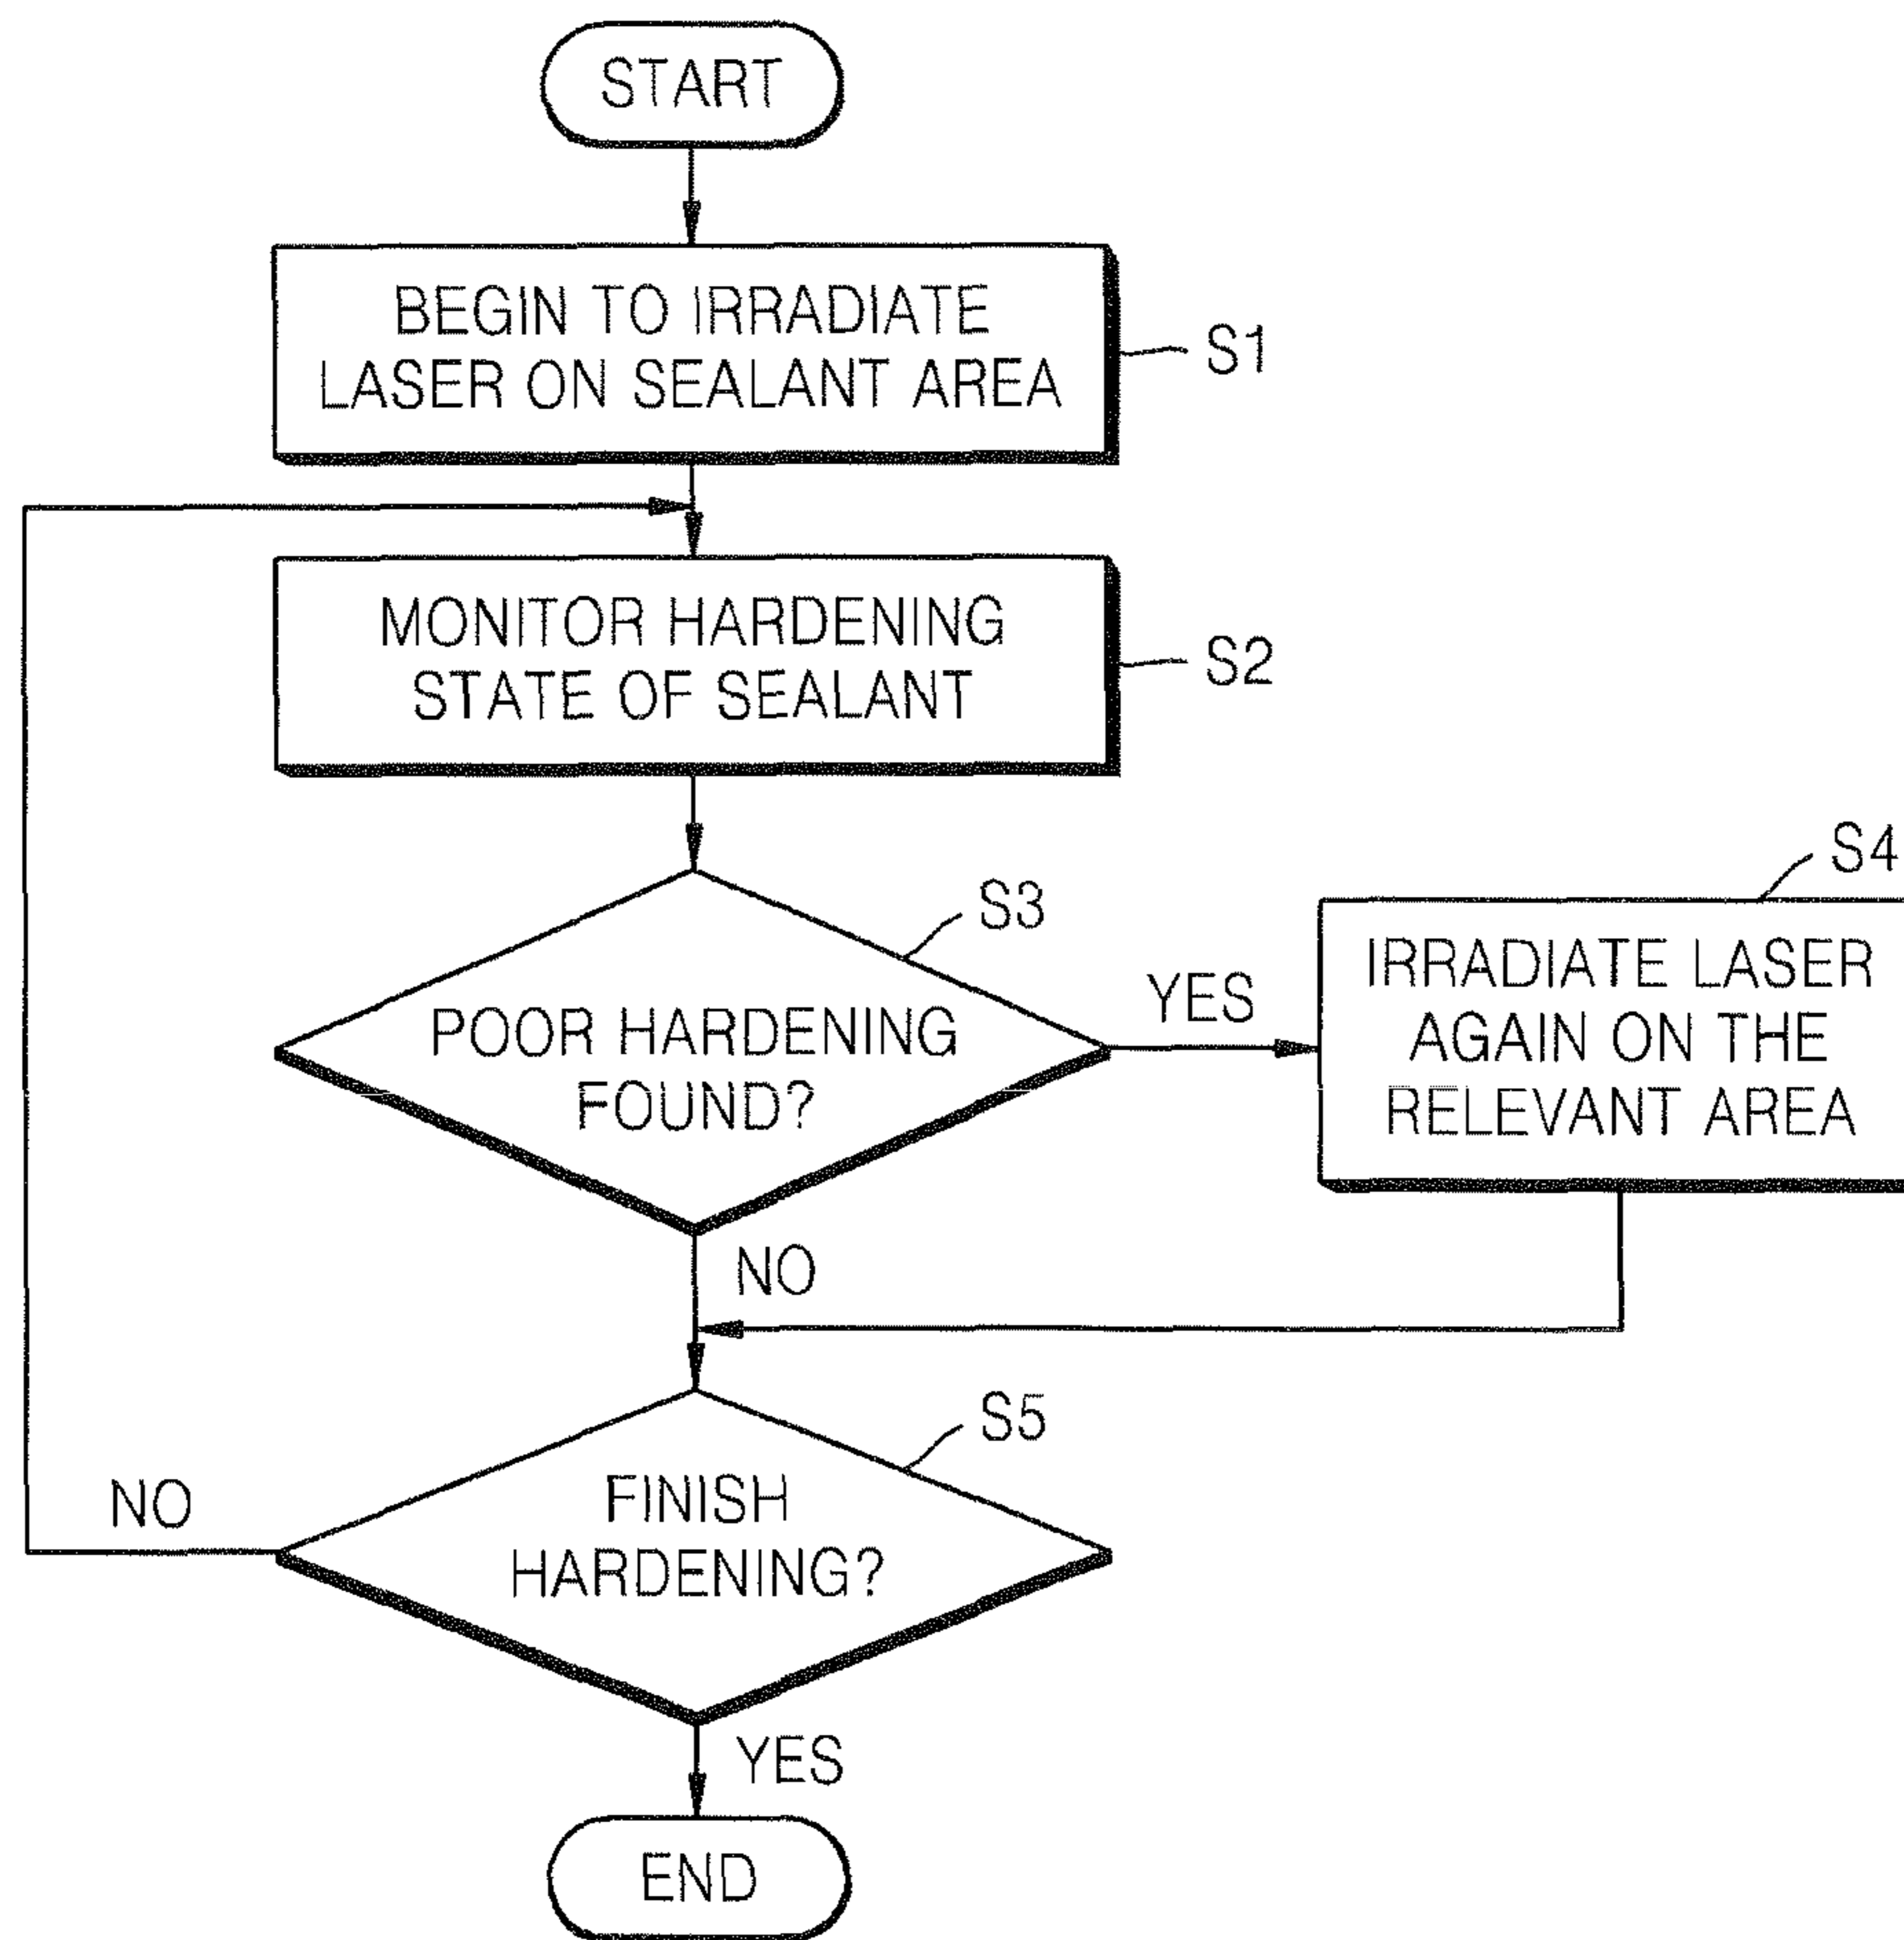 START
BEGIN TO IRRADIATE
LASER ON SEALANT AREA
S1
MONITOR HARDENING
STATE OF SEALANT
S2
S3
POOR HARDENING
FOUND?
YES
S4
IRRADIATE LASER
AGAIN ON THE
RELEVANT AREA
NO
S5
FINISH
HARDENING?
NO
YES
END